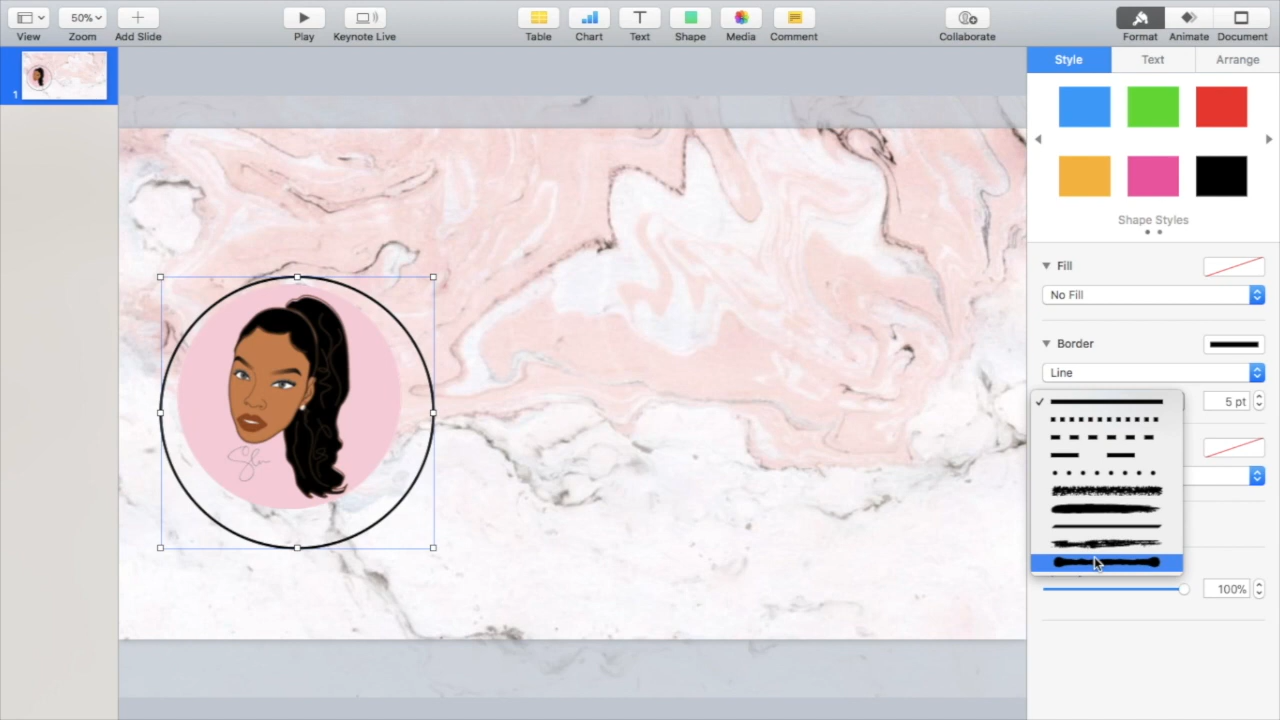 50%
View
Zoom
Add Slide
Play
Keynote Live
Table
Chart
Text
Shape
Media
Comment
Collaborate
Format
Animate
Document
1
Style
Text
Arrange
Shape Styles
Fill
No Fill
Border
Line
5 pt
100%